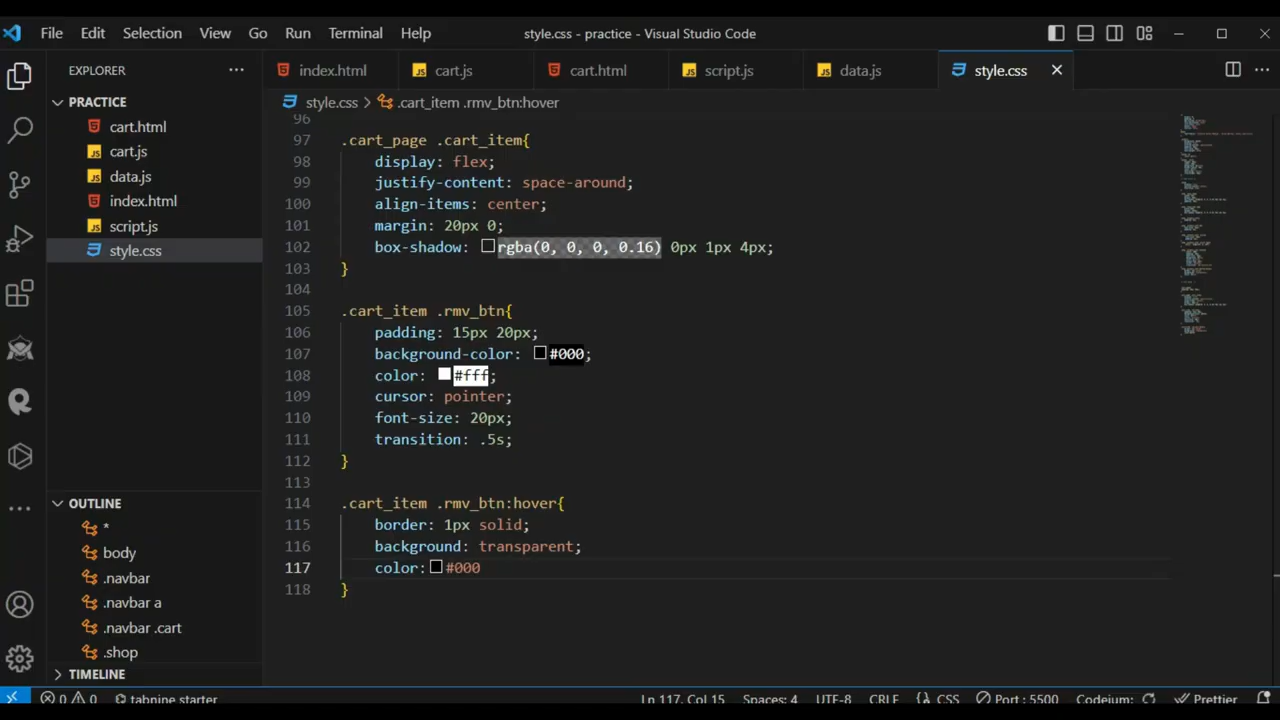 File Edit Selection View Go Run Terminal Help
style.css - practice - Visual Studio Code
EXPLORER
index.html
cart.js
cart.html
script.js
data.js
style.css
PRACTICE
cart.html
cart.js
data.js
index.html
script.js
style.css
style.css > .cart_item .rmv_btn:hover
96
97 .cart_page .cart_item{
98 display: flex;
99 justify-content: space-around;
100 align-items: center;
101 margin: 20px 0;
102 box-shadow: rgba(0, 0, 0, 0.16) 0px 1px 4px;
103 }
104
105 .cart_item .rmv_btn{
106 padding: 15px 20px;
107 background-color: #000;
108 color: #fff;
109 cursor: pointer;
110 font-size: 20px;
111 transition: .5s;
112 }
113
114 .cart_item .rmv_btn:hover{
115 border: 1px solid;
116 background: transparent;
117 color:#000
118 }
OUTLINE
*
body
.navbar
.navbar a
.navbar .cart
.shop
TIMELINE
0 0 tabnine starter
Ln 117, Col 15 Spaces: 4 UTF-8 CRLF {} CSS Port : 5500 Codeium: Prettier